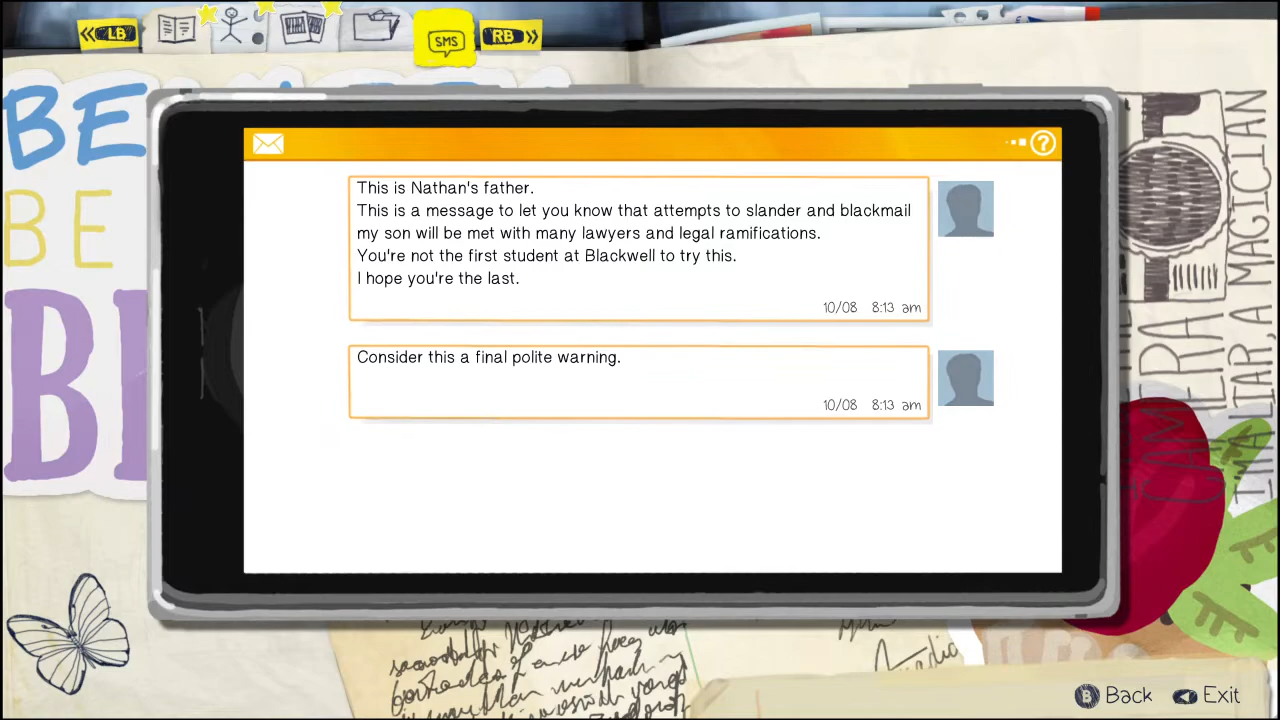 LB
SMS
RB
BE
BE
B
?
This is Nathan's father.
This is a message to let you know that attempts to slander and blackmail
my son will be met with many lawyers and legal ramifications.
You're not the first student at Blackwell to try this.
I hope you're the last.
10/08 8:13 am
Consider this a final polite warning.
10/08 8:13 am
CAMERA
I'M A LIAR, A MAGICIAN
B Back
Exit